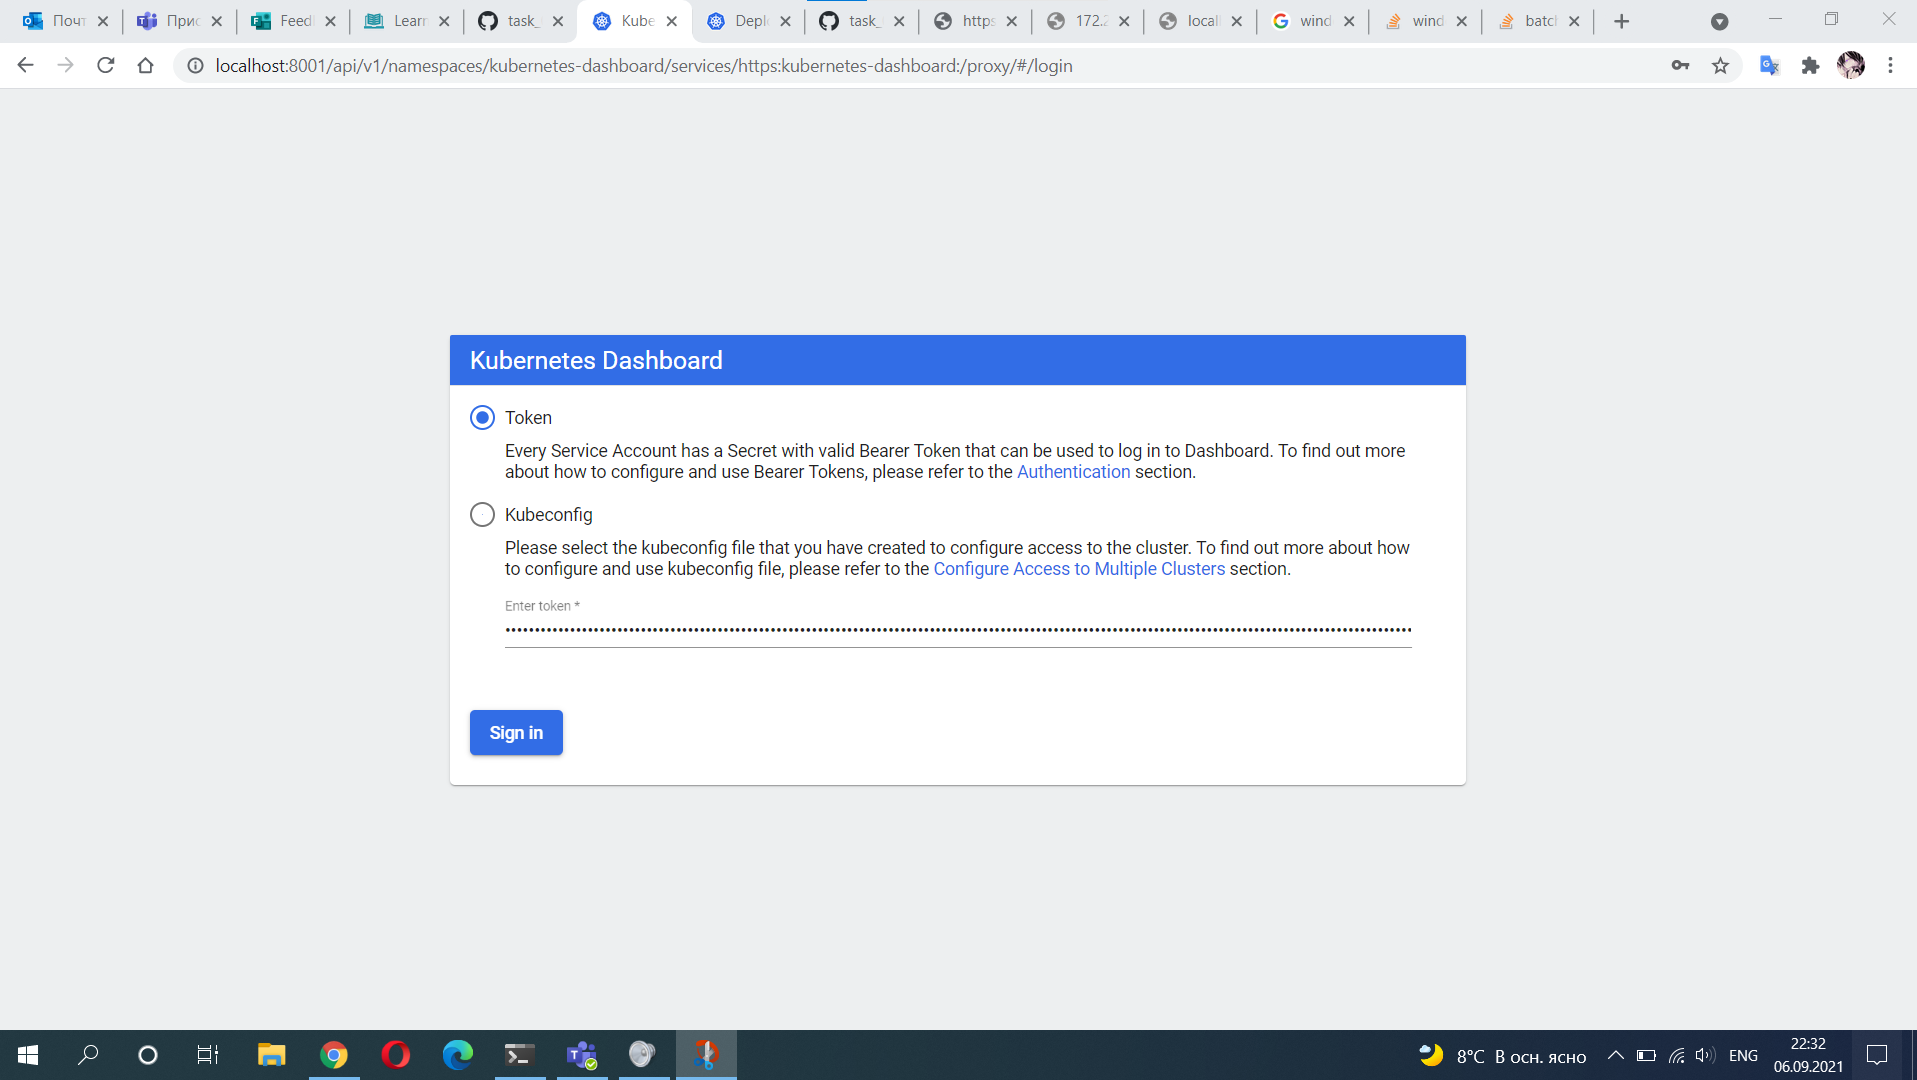 Почт
Прис
Feed
Learn
task_
Kube
Deplo
task_
https
172.2
local
wind
wind
batch
localhost:8001/api/v1/namespaces/kubernetes-dashboard/services/https:kubernetes-dashboard:/proxy/#/login
Kubernetes Dashboard
Token
Every Service Account has a Secret with valid Bearer Token that can be used to log in to Dashboard. To find out more
about how to configure and use Bearer Tokens, please refer to the Authentication section.
Kubeconfig
Please select the kubeconfig file that you have created to configure access to the cluster. To find out more about how
to configure and use kubeconfig file, please refer to the Configure Access to Multiple Clusters section.
Enter token *
Sign in
8°C В осн. ясно
ENG
22:32
06.09.2021